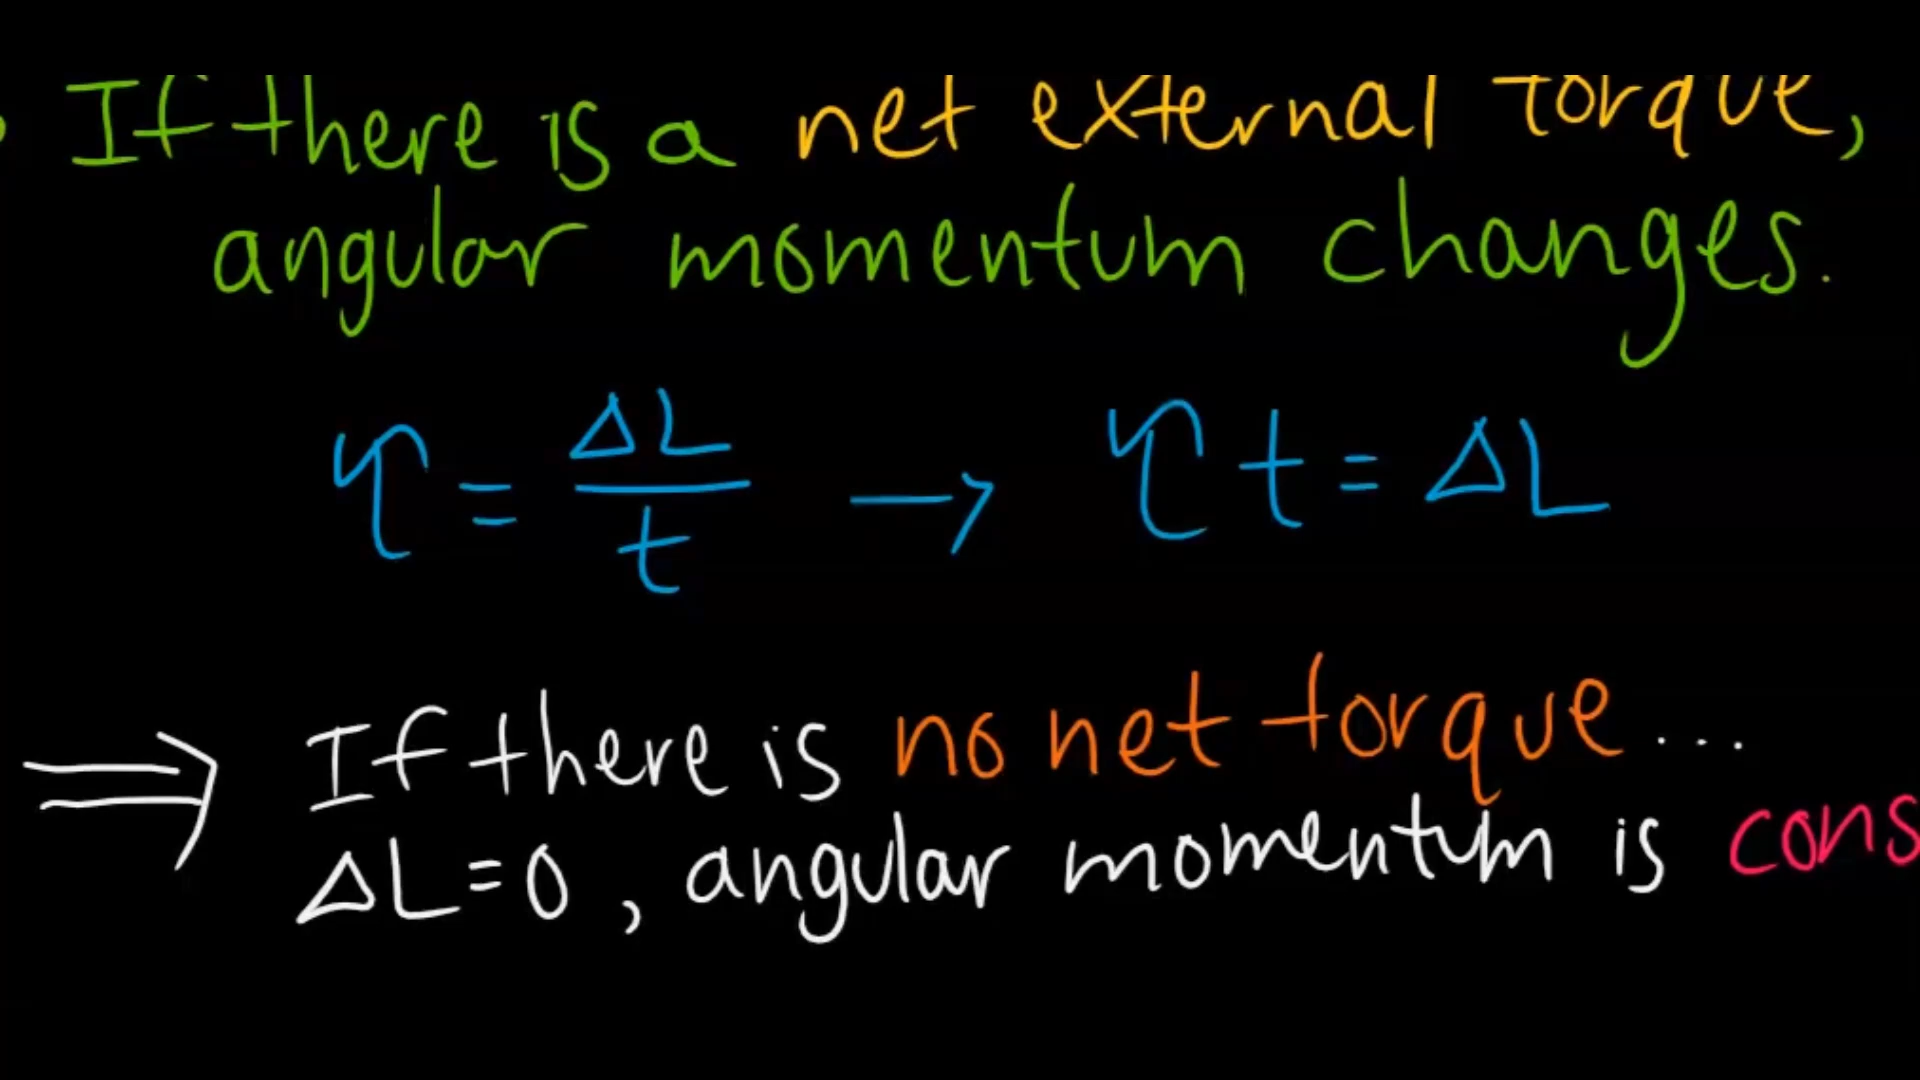 If there is a net external torque,
angular momentum changes.
τ = ΔL/t → τt = ΔL
⇒ If there is no net torque...
ΔL=0, angular momentum is cons